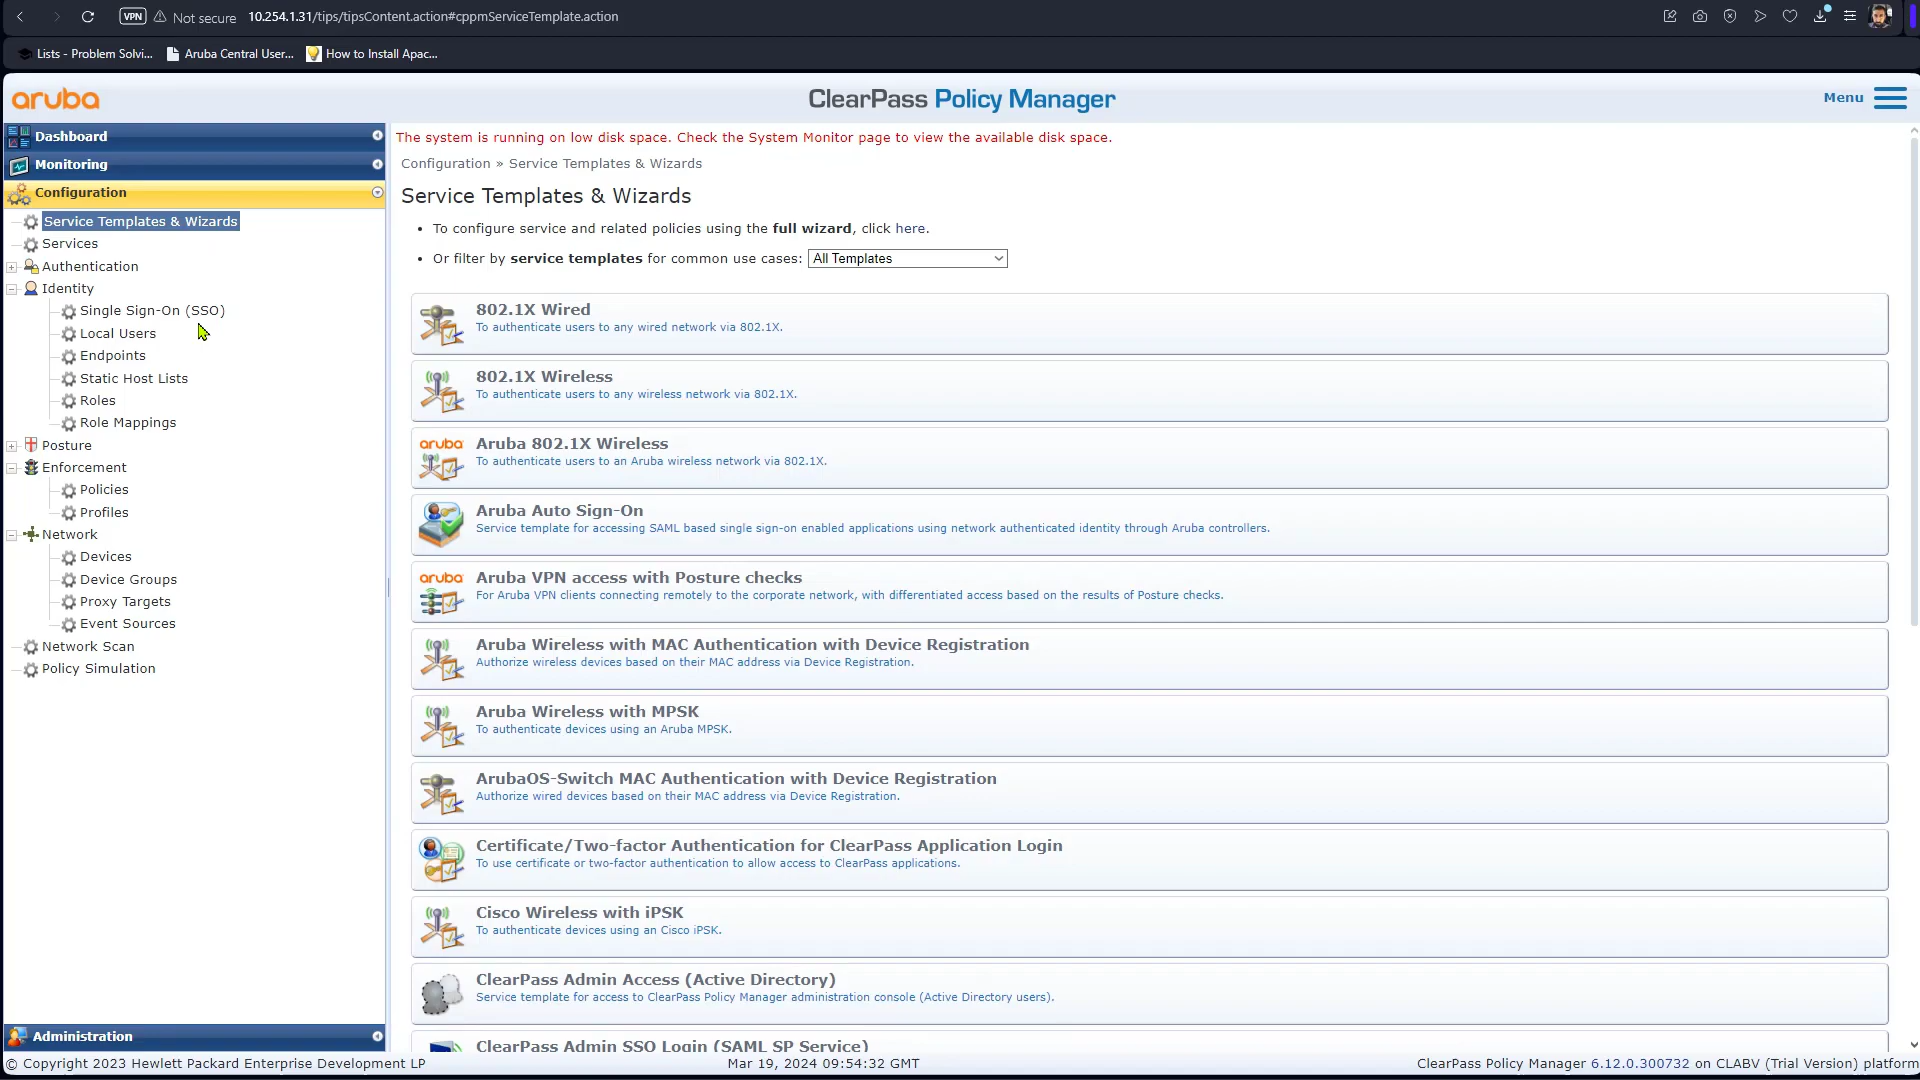 VPN
Not secure
10.254.1.31/tips/tipsContent.action#cppmServiceTemplate.action
Lists - Problem Solvi...
Aruba Central User...
How to Install Apac...
aruba
ClearPass Policy Manager
Menu
Dashboard
Monitoring
Configuration
Service Templates & Wizards
Services
Authentication
Identity
Single Sign-On (SSO)
Local Users
Endpoints
Static Host Lists
Roles
Role Mappings
Posture
Enforcement
Policies
Profiles
Network
Devices
Device Groups
Proxy Targets
Event Sources
Network Scan
Policy Simulation
Administration
The system is running on low disk space. Check the System Monitor page to view the available disk space.
Configuration » Service Templates & Wizards
Service Templates & Wizards
• To configure service and related policies using the full wizard, click here.
• Or filter by service templates for common use cases: All Templates
802.1X Wired
To authenticate users to any wired network via 802.1X.
802.1X Wireless
To authenticate users to any wireless network via 802.1X.
aruba
Aruba 802.1X Wireless
To authenticate users to an Aruba wireless network via 802.1X.
Aruba Auto Sign-On
Service template for accessing SAML based single sign-on enabled applications using network authenticated identity through Aruba controllers.
aruba
Aruba VPN access with Posture checks
For Aruba VPN clients connecting remotely to the corporate network, with differentiated access based on the results of Posture checks.
Aruba Wireless with MAC Authentication with Device Registration
Authorize wireless devices based on their MAC address via Device Registration.
Aruba Wireless with MPSK
To authenticate devices using an Aruba MPSK.
ArubaOS-Switch MAC Authentication with Device Registration
Authorize wired devices based on their MAC address via Device Registration.
Certificate/Two-factor Authentication for ClearPass Application Login
To use certificate or two-factor authentication to allow access to ClearPass applications.
Cisco Wireless with iPSK
To authenticate devices using an Cisco iPSK.
ClearPass Admin Access (Active Directory)
Service template for access to ClearPass Policy Manager administration console (Active Directory users).
ClearPass Admin SSO Login (SAML SP Service)
© Copyright 2023 Hewlett Packard Enterprise Development LP
Mar 19, 2024 09:54:32 GMT
ClearPass Policy Manager 6.12.0.300732 on CLABV (Trial Version) platform